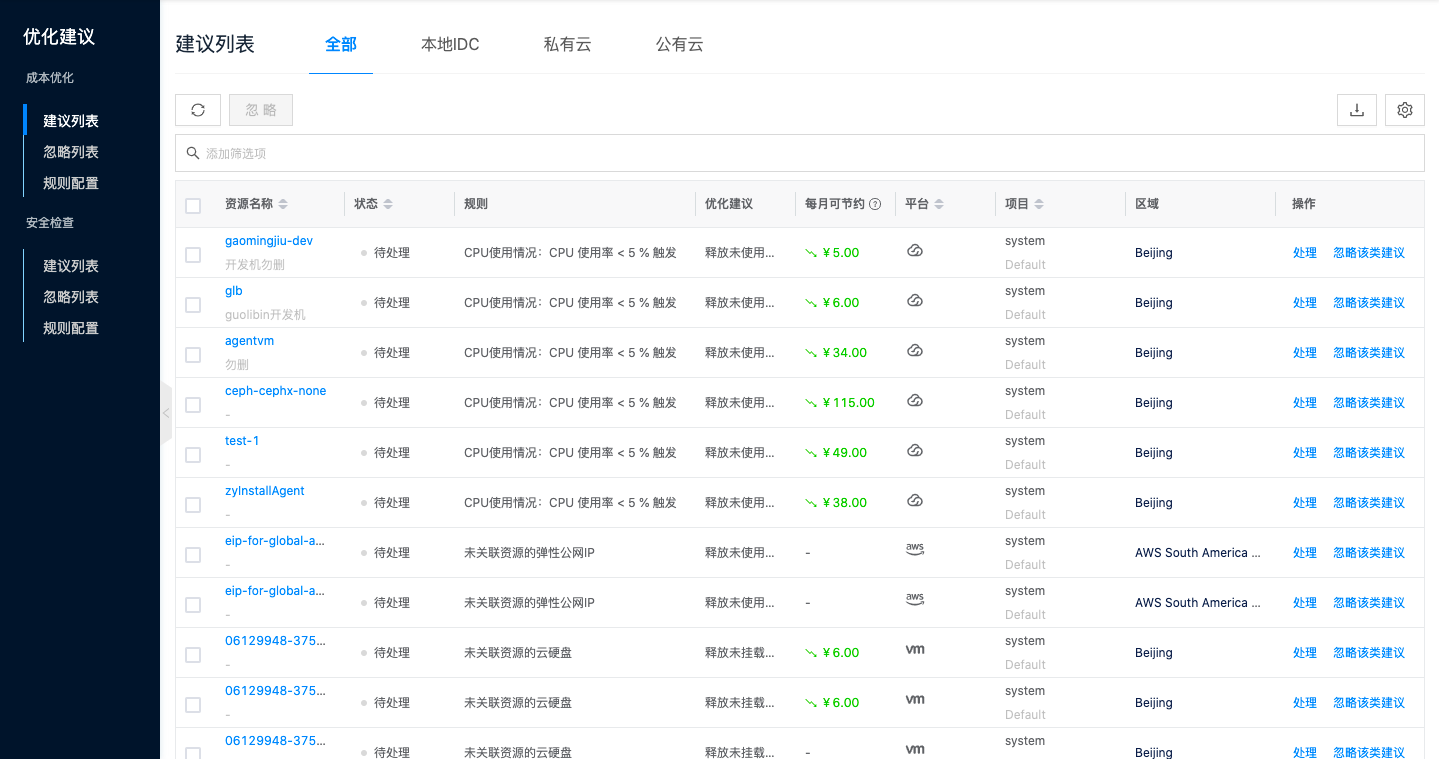 优化建议
成本优化
建议列表
忽略列表
规则配置
安全检查
建议列表
忽略列表
规则配置
建议列表 全部 本地IDC 私有云 公有云
忽略
添加筛选项
资源名称 状态 规则 优化建议 每月可节约 ? 平台 项目 区域 操作
gaomingjiu-dev
开发机勿删
待处理 CPU使用情况：CPU 使用率 < 5 % 触发 释放未使用... ¥ 5.00 system
Default
Beijing 处理 忽略该类建议
glb
guolibin开发机
待处理 CPU使用情况：CPU 使用率 < 5 % 触发 释放未使用... ¥ 6.00 system
Default
Beijing 处理 忽略该类建议
agentvm
勿删
待处理 CPU使用情况：CPU 使用率 < 5 % 触发 释放未使用... ¥ 34.00 system
Default
Beijing 处理 忽略该类建议
ceph-cephx-none
-
待处理 CPU使用情况：CPU 使用率 < 5 % 触发 释放未使用... ¥ 115.00 system
Default
Beijing 处理 忽略该类建议
test-1
-
待处理 CPU使用情况：CPU 使用率 < 5 % 触发 释放未使用... ¥ 49.00 system
Default
Beijing 处理 忽略该类建议
zyInstallAgent
-
待处理 CPU使用情况：CPU 使用率 < 5 % 触发 释放未使用... ¥ 38.00 system
Default
Beijing 处理 忽略该类建议
eip-for-global-a...
-
待处理 未关联资源的弹性公网IP 释放未使用... - aws system
Default
AWS South America ... 处理 忽略该类建议
eip-for-global-a...
-
待处理 未关联资源的弹性公网IP 释放未使用... - aws system
Default
AWS South America ... 处理 忽略该类建议
06129948-375...
-
待处理 未关联资源的云硬盘 释放未挂载... ¥ 6.00 vm system
Default
Beijing 处理 忽略该类建议
06129948-375...
-
待处理 未关联资源的云硬盘 释放未挂载... ¥ 6.00 vm system
Default
Beijing 处理 忽略该类建议
06129948-375...
待处理 未关联资源的云硬盘 释放未挂载... - vm system
Beijing 处理 忽略该类建议